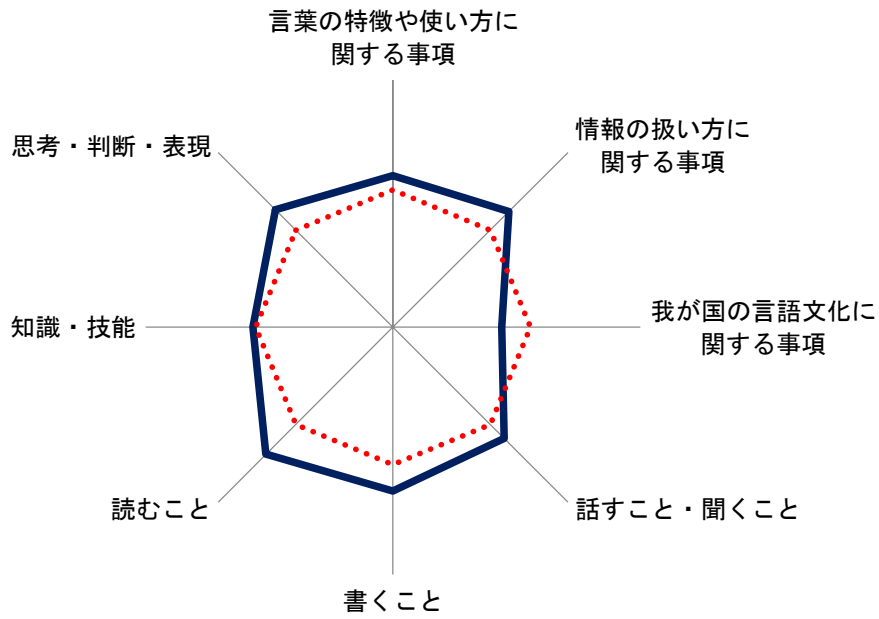 言葉の特徴や使い方に
関する事項
情報の扱い方に
関する事項
我が国の言語文化に
関する事項
話すこと・聞くこと
書くこと
読むこと
知識・技能
思考・判断・表現